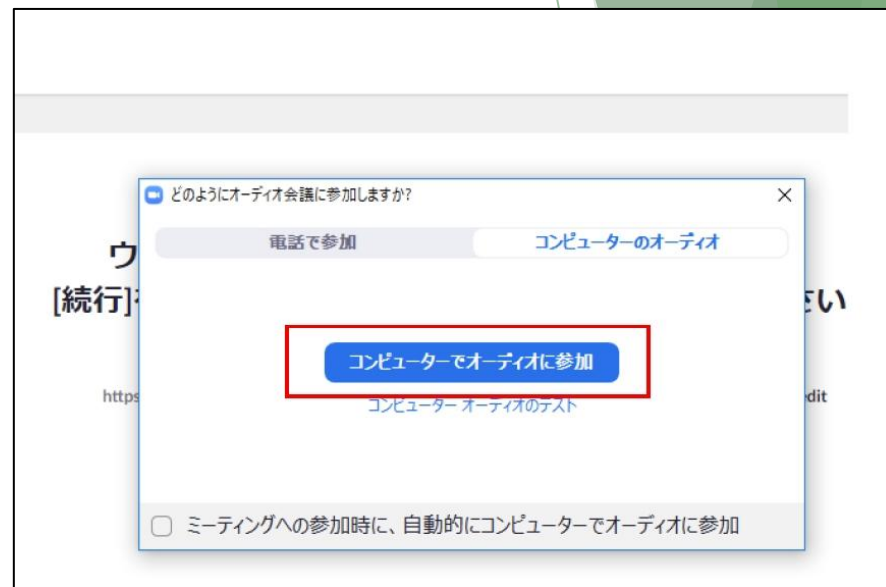 どのようにオーディオ会議に参加しますか?
電話で参加
コンピューターのオーディオ
ウ
[続行]
さい
コンピューターでオーディオに参加
https
コンピューター オーディオのテスト
edit
ミーティングへの参加時に、自動的にコンピューターでオーディオに参加